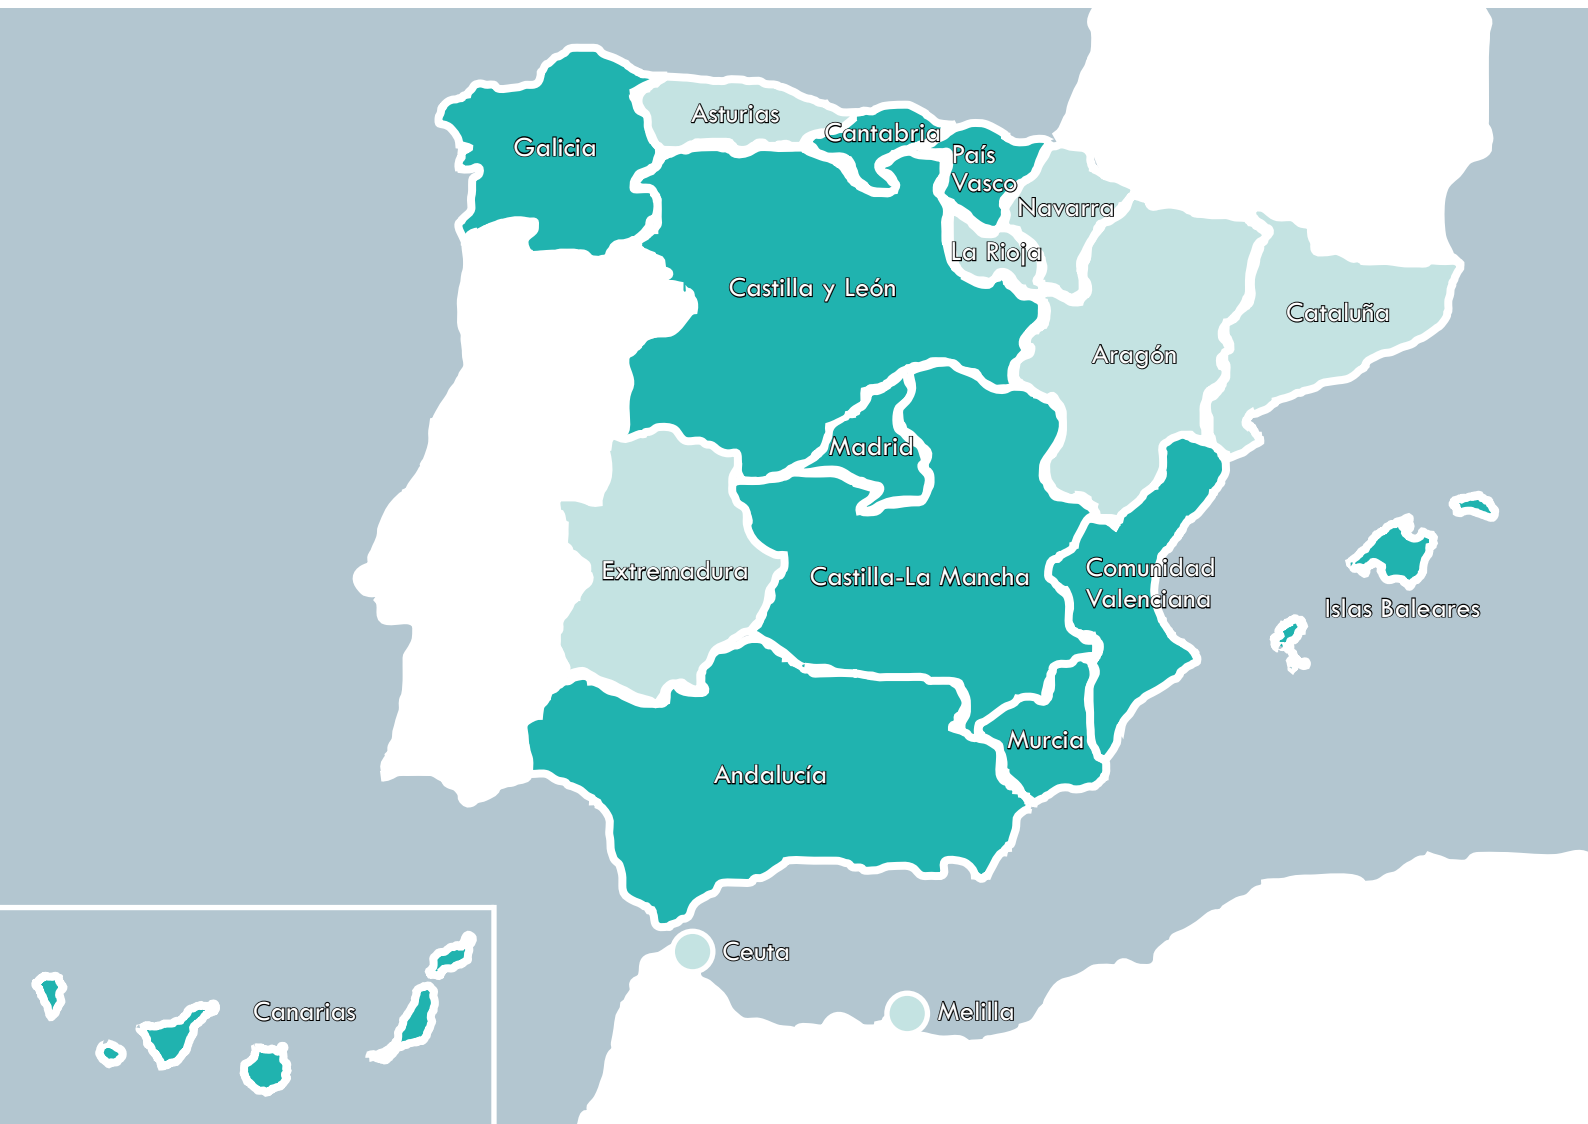 Asturias
Cantabria
Galicia
País
Vasco
Navarra
La Rioja
Castilla y León
Cataluña
Aragón
Madrid
Extremadura
Castilla-La Mancha
Comunidad
Valenciana
Islas Baleares
Murcia
Andalucía
Ceuta
Canarias
Melilla